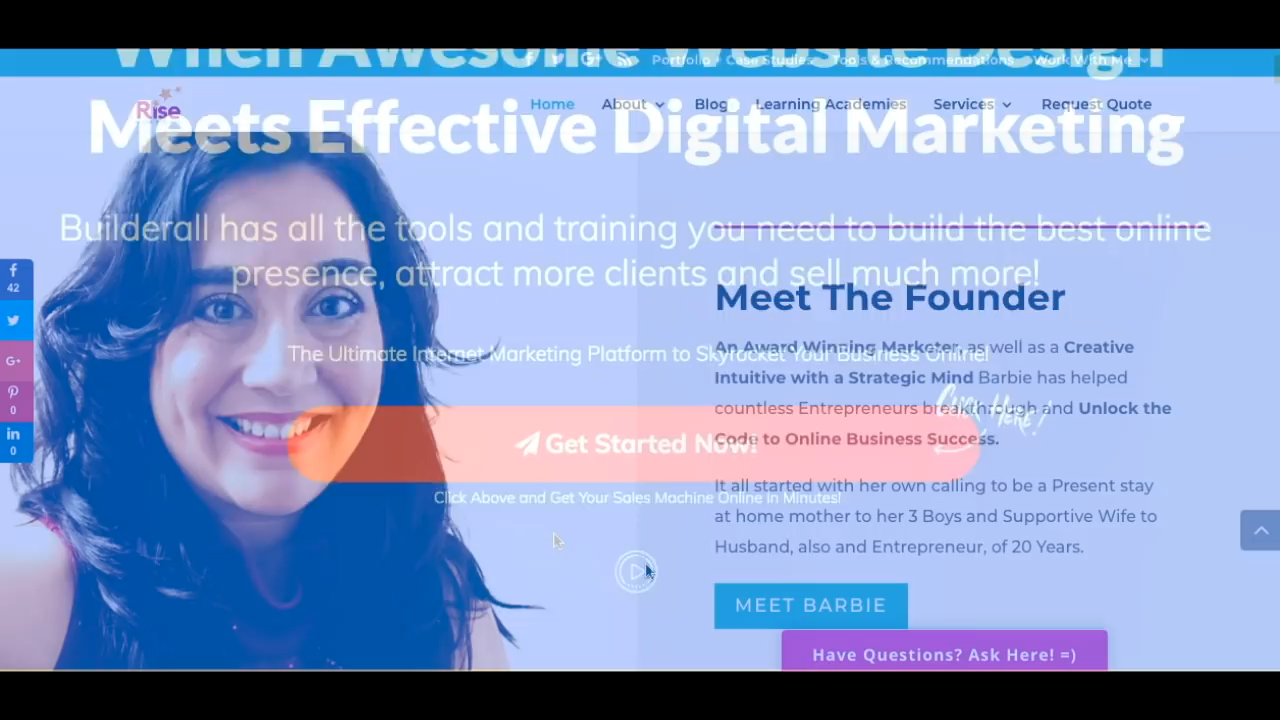 When Awesome Website Design
Portfolio Case Studies Tools & Recommendations Work With Me
Rise
Home About Blog Learning Academies Services Request Quote
Meets Effective Digital Marketing
Builderall has all the tools and training you need to build the best online
presence, attract more clients and sell much more!
Meet The Founder
The Ultimate Internet Marketing Platform to Skyrocket Your Business Online!
An Award Winning Marketer, as well as a Creative
Intuitive with a Strategic Mind Barbie has helped
countless Entrepreneurs breakthrough and Unlock the
Code to Online Business Success.
Click Here!
Get Started Now!
Click Above and Get Your Sales Machine Online in Minutes!
It all started with her own calling to be a Present stay
at home mother to her 3 Boys and Supportive Wife to
Husband, also and Entrepreneur, of 20 Years.
MEET BARBIE
Have Questions? Ask Here! =)
42
G+
0
in
0